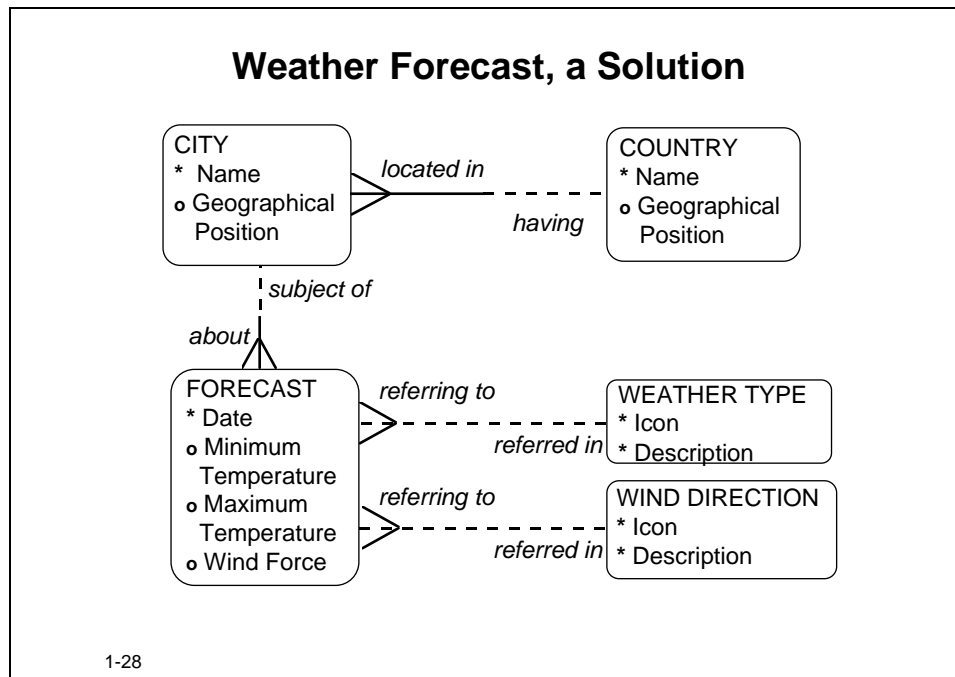 Weather Forecast, a Solution
CITY
* Name
o Geographical
Position
located in
having
COUNTRY
* Name
o Geographical
Position
subject of
about
FORECAST
* Date
o Minimum
Temperature
o Maximum
Temperature
o Wind Force
referring to
referred in
WEATHER TYPE
* Icon
* Description
referring to
referred in
WIND DIRECTION
* Icon
* Description
1-28